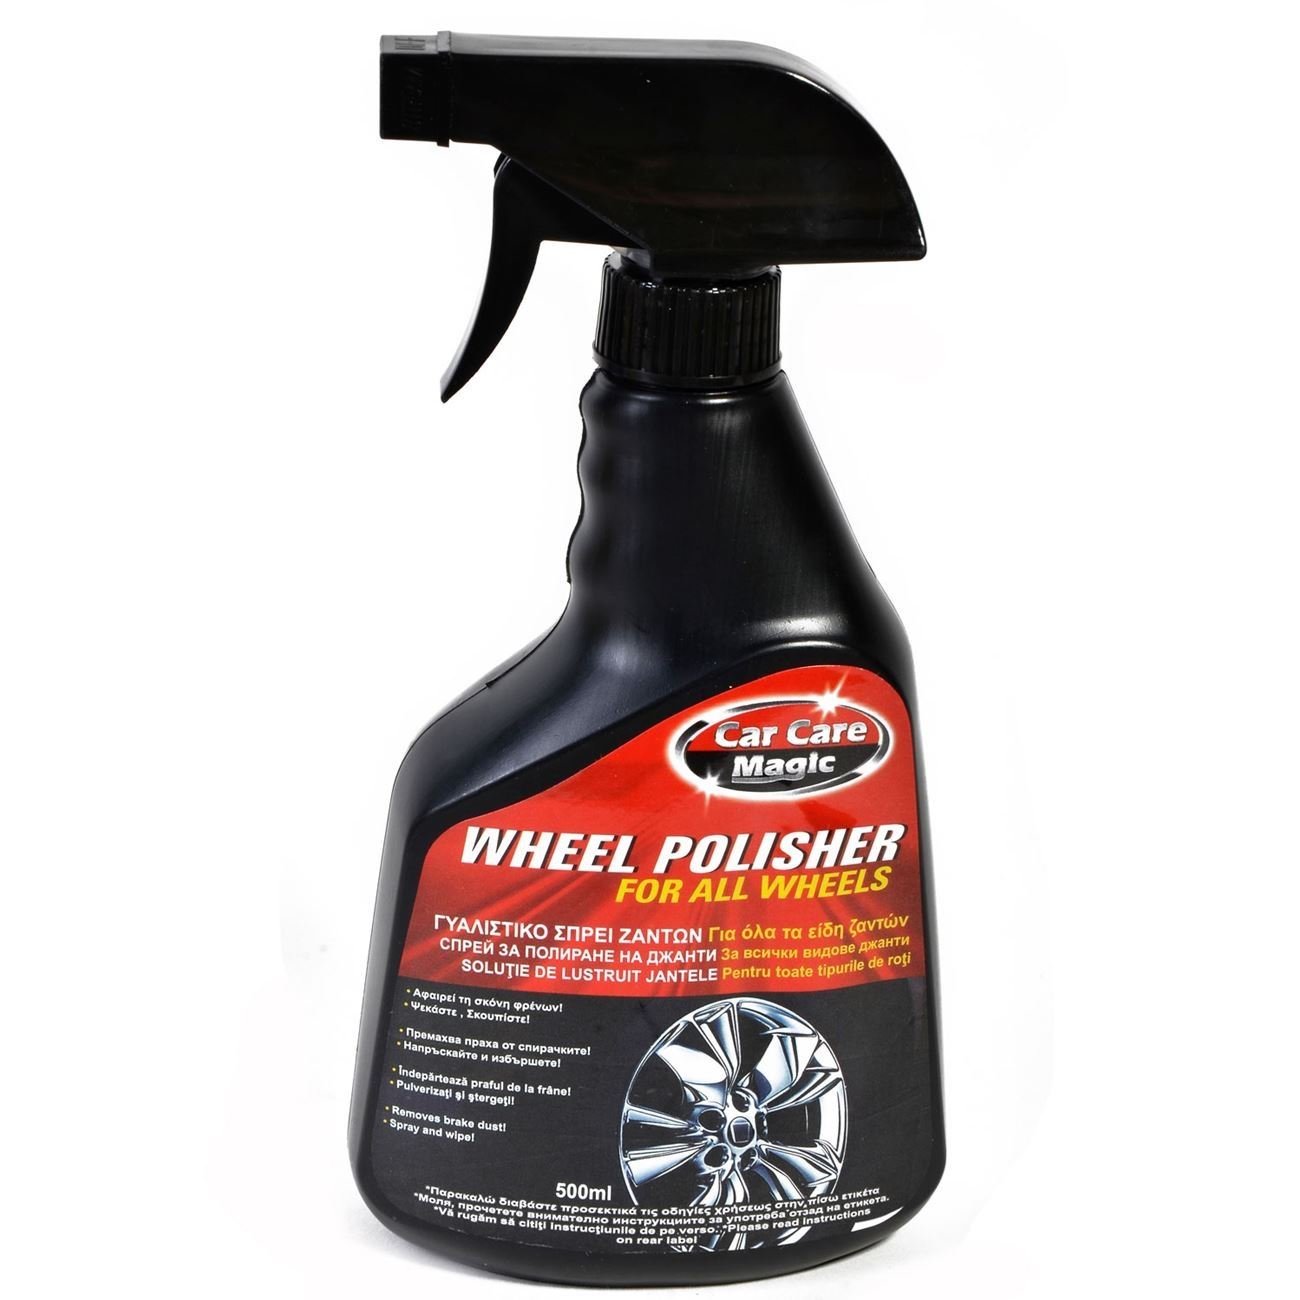 Car Care
Magic
WHEEL POLISHER
FOR ALL WHEELS
ΓΥΑΛΙΣΤΙΚΟ ΣΠΡΕΙ ΖΑΝΤΩΝ Για όλα τα είδη ζαντών
СПРЕЙ ЗА ПОЛИРАНЕ НА ДЖАНТИ За всички видове джанти
SOLUŢIE DE LUSTRUIT JANTELE Pentru toate tipurile de roţi
• Αφαιρεί τη σκόνη φρένων!
• Ψεκάστε , Σκουπίστε!
• Премахва праха от спирачките!
• Напръскайте и избършете!
• Îndepărtează praful de la frâne!
• Pulverizaţi şi ştergeţi!
• Removes brake dust!
• Spray and wipe!
500ml
*Παρακαλώ διαβάστε προσεκτικά τις οδηγίες χρήσεως στην πίσω ετικέτα
*Моля, прочетете внимателно инструкциите за употреба отзад на етикета.
*Vă rugăm să citiţi instrucţiunile de pe verso. *Please read instructions
on rear label